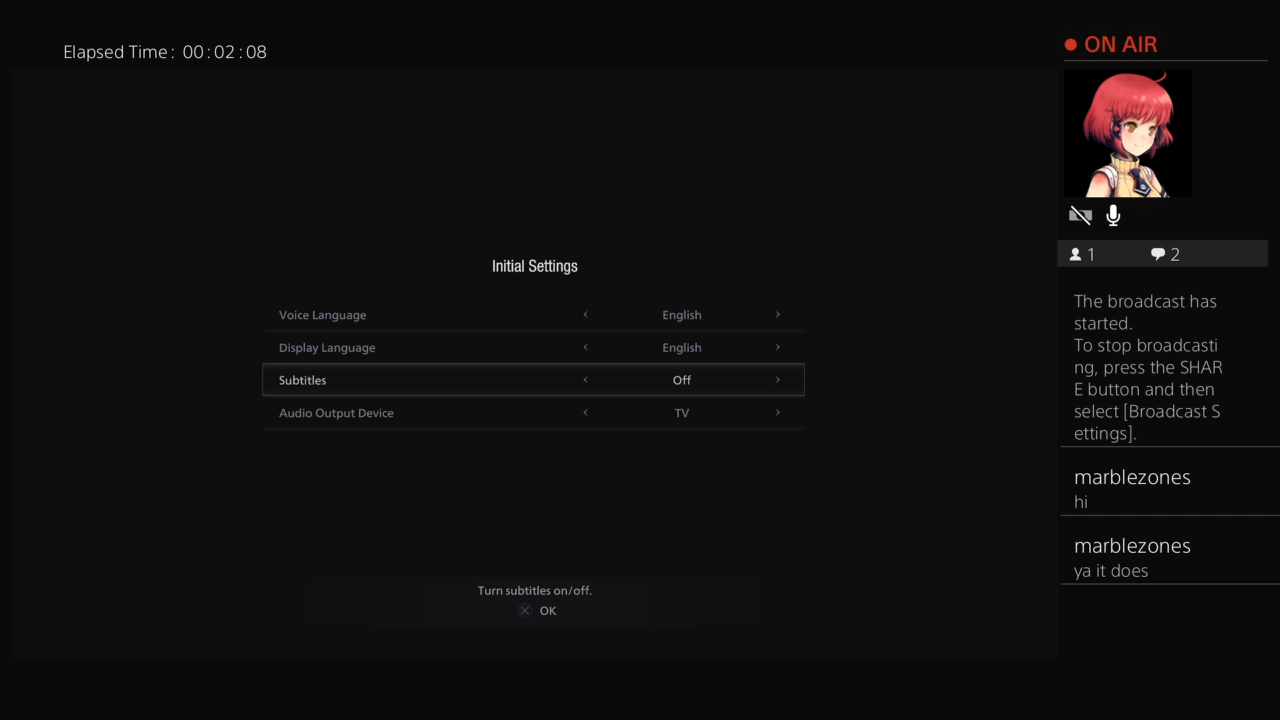 Elapsed Time: 00:02:08
ON AIR
1 2
Initial Settings
Voice Language English
Display Language English
Subtitles Off
Audio Output Device TV
Turn subtitles on/off.
OK
The broadcast has
started.
To stop broadcasti
ng, press the SHAR
E button and then
select [Broadcast S
ettings].
marblezones
hi
marblezones
ya it does